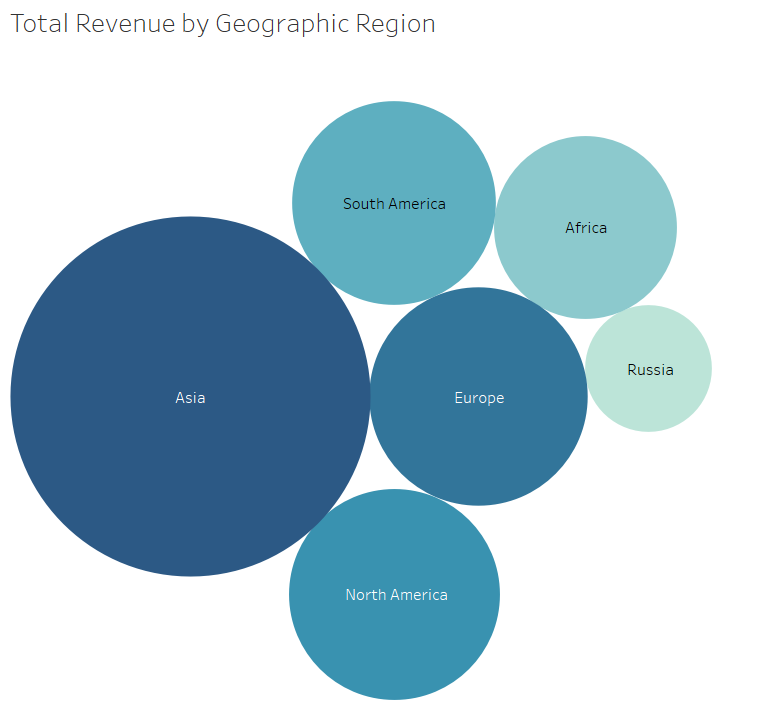 Total Revenue by Geographic Region
South America
Africa
Russia
Asia
Europe
North America